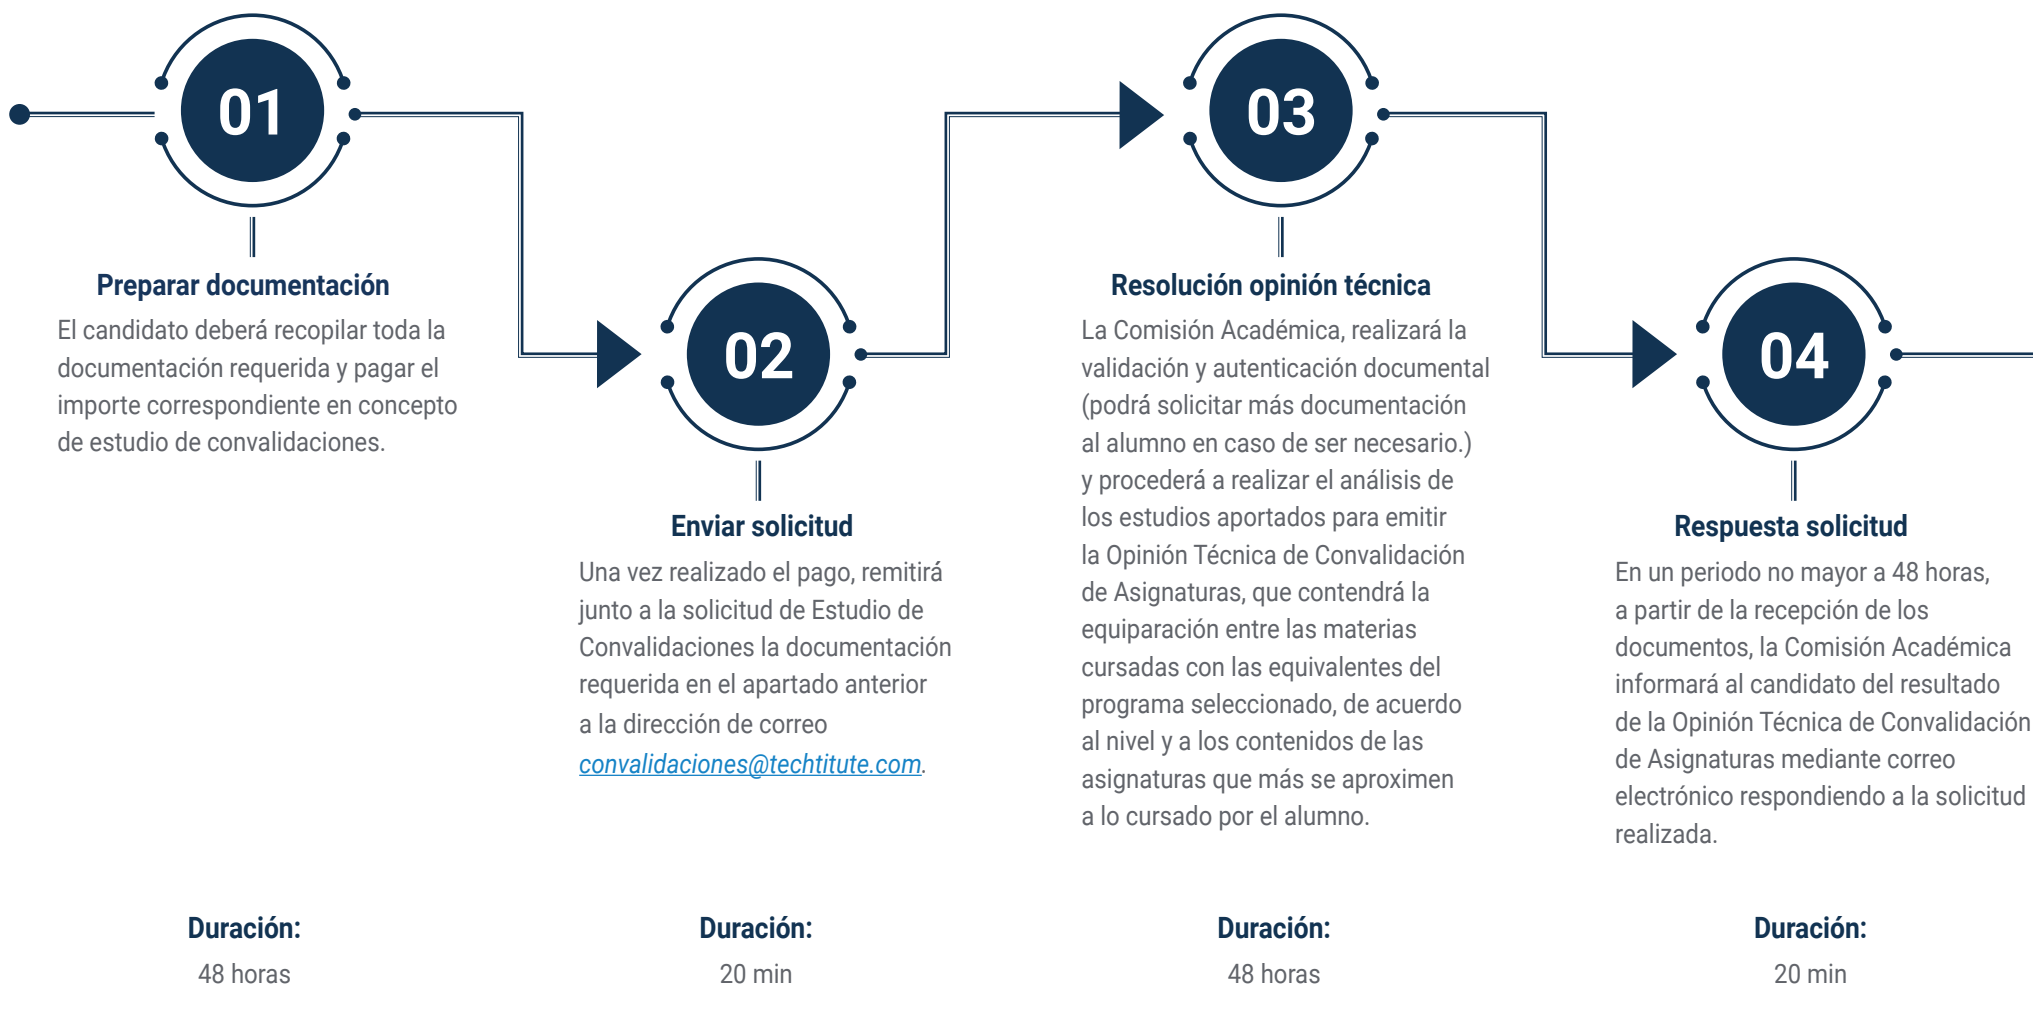 01
Preparar documentación
El candidato deberá recopilar toda la
documentación requerida y pagar el
importe correspondiente en concepto
de estudio de convalidaciones.
Duración:
48 horas
02
Enviar solicitud
Una vez realizado el pago, remitirá
junto a la solicitud de Estudio de
Convalidaciones la documentación
requerida en el apartado anterior
a la dirección de correo
convalidaciones@techtitute.com.
Duración:
20 min
03
Resolución opinión técnica
La Comisión Académica, realizará la
validación y autenticación documental
(podrá solicitar más documentación
al alumno en caso de ser necesario.)
y procederá a realizar el análisis de
los estudios aportados para emitir
la Opinión Técnica de Convalidación
de Asignaturas, que contendrá la
equiparación entre las materias
cursadas con las equivalentes del
programa seleccionado, de acuerdo
al nivel y a los contenidos de las
asignaturas que más se aproximen
a lo cursado por el alumno.
Duración:
48 horas
04
Respuesta solicitud
En un periodo no mayor a 48 horas,
a partir de la recepción de los
documentos, la Comisión Académica
informará al candidato del resultado
de la Opinión Técnica de Convalidación
de Asignaturas mediante correo
electrónico respondiendo a la solicitud
realizada.
Duración:
20 min